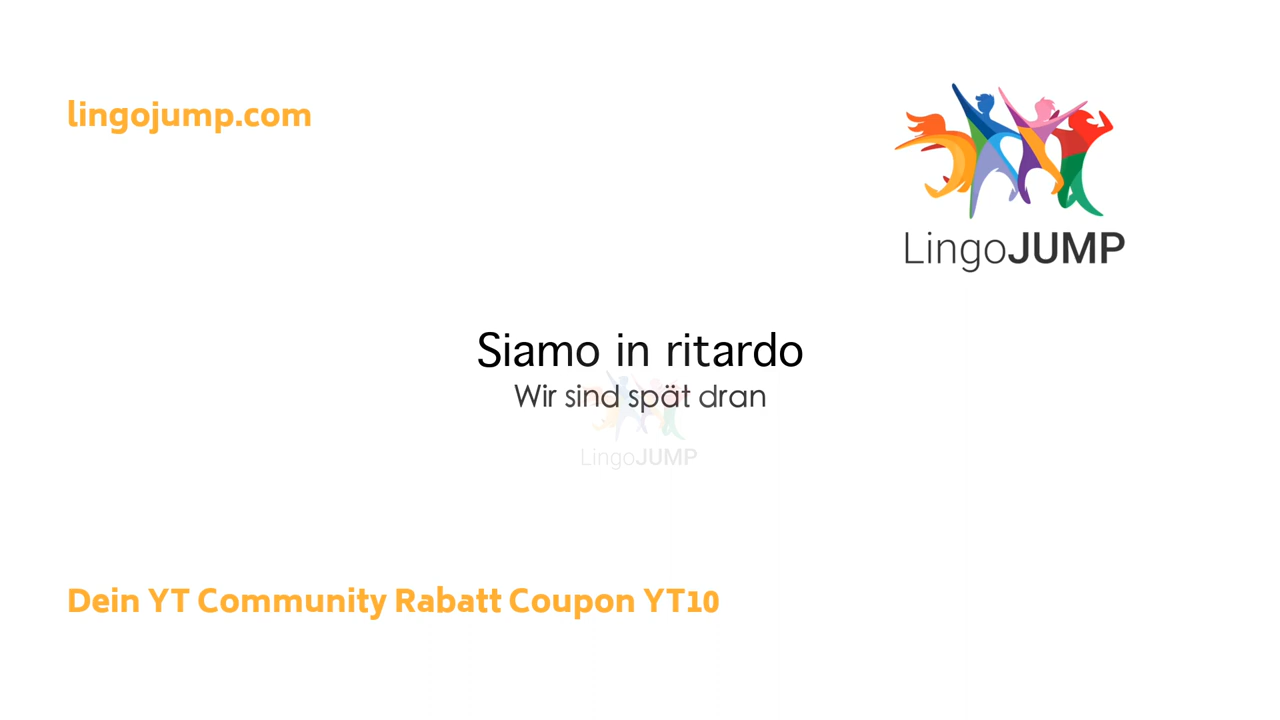 lingojump.com
LingoJUMP
Siamo in ritardo
Wir sind spät dran
LingoJUMP
Dein YT Community Rabatt Coupon YT10